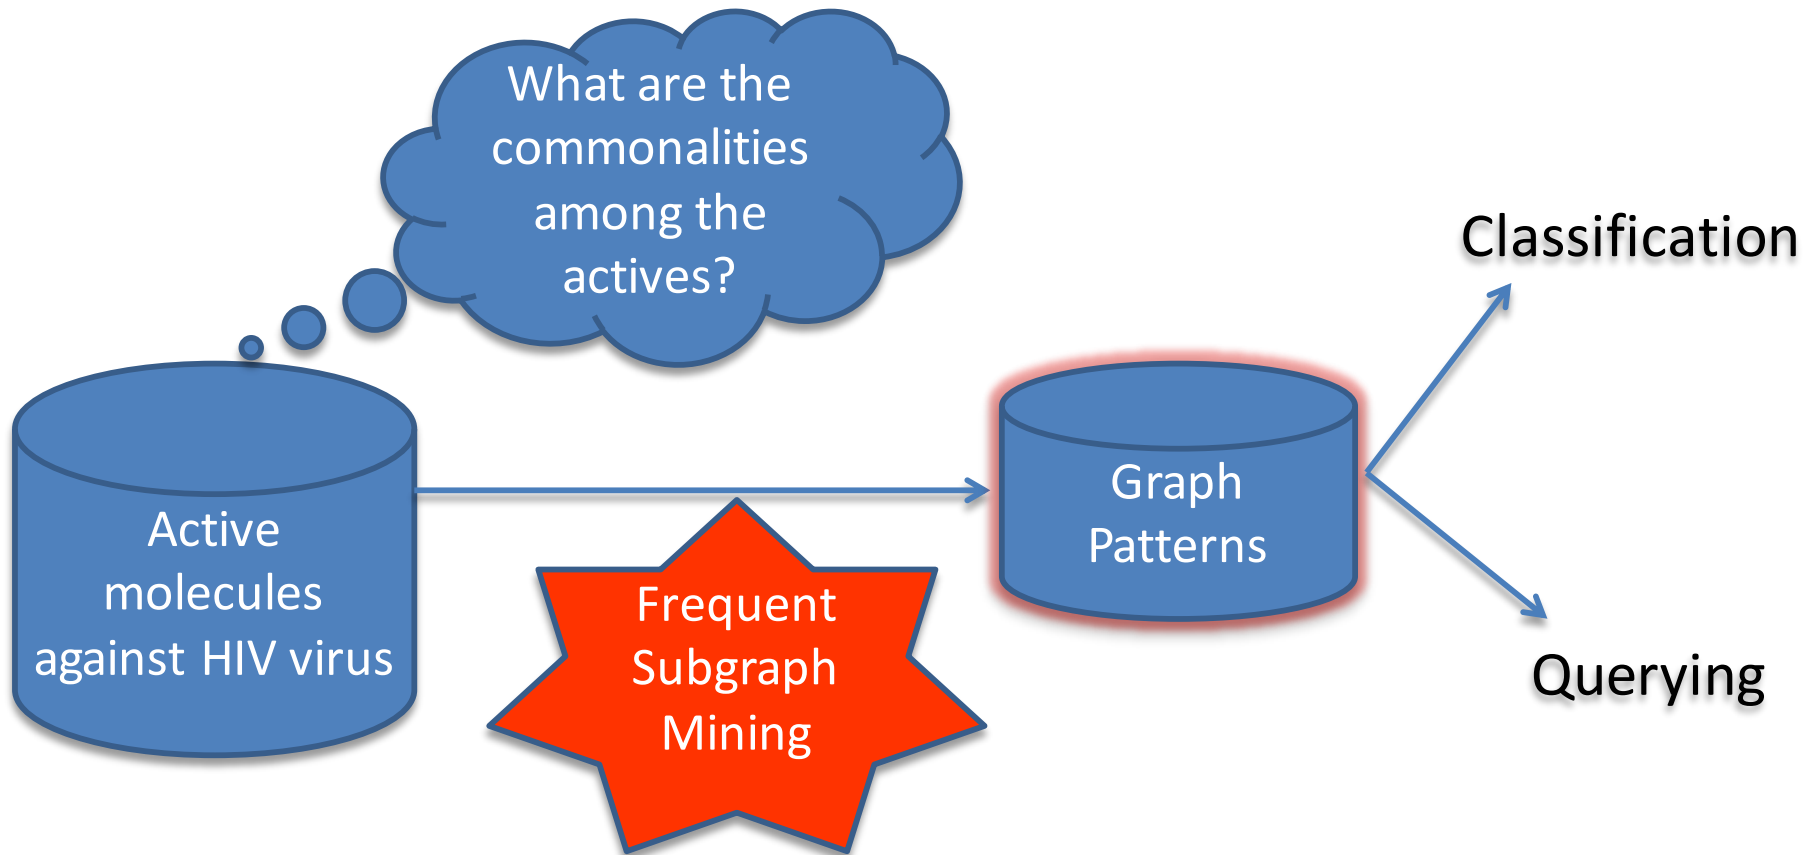 What are the
commonalities
among the
actives?
Active
molecules
against HIV virus
Frequent
Subgraph
Mining
Graph
Patterns
Classification
Querying